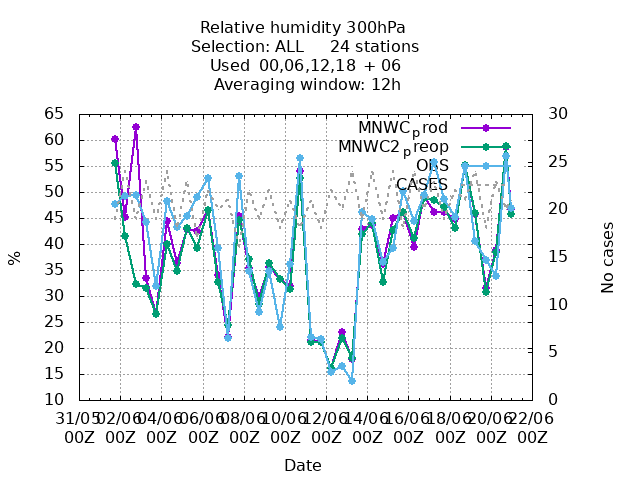 Relative humidity 300hPa
Selection: ALL 24 stations
Used 00,06,12,18 + 06
Averaging window: 12h
65 30
60
55 25
50
45 20
40
35 15
30
25 10
20
15 5
10 0
%
No cases
MNWC_prod
MNWC2_preop
OBS
CASES
31/05 02/06 04/06 06/06 08/06 10/06 12/06 14/06 16/06 18/06 20/06 22/06
00Z 00Z 00Z 00Z 00Z 00Z 00Z 00Z 00Z 00Z 00Z 00Z
Date